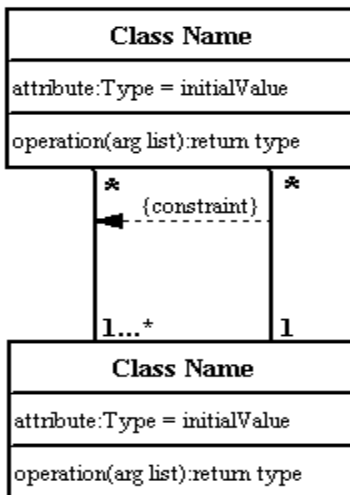 Class Name
attribute:Type = initialValue
operation(arg list):return type
* *
{constraint}
1...* 1
Class Name
attribute:Type = initialValue
operation(arg list):return type